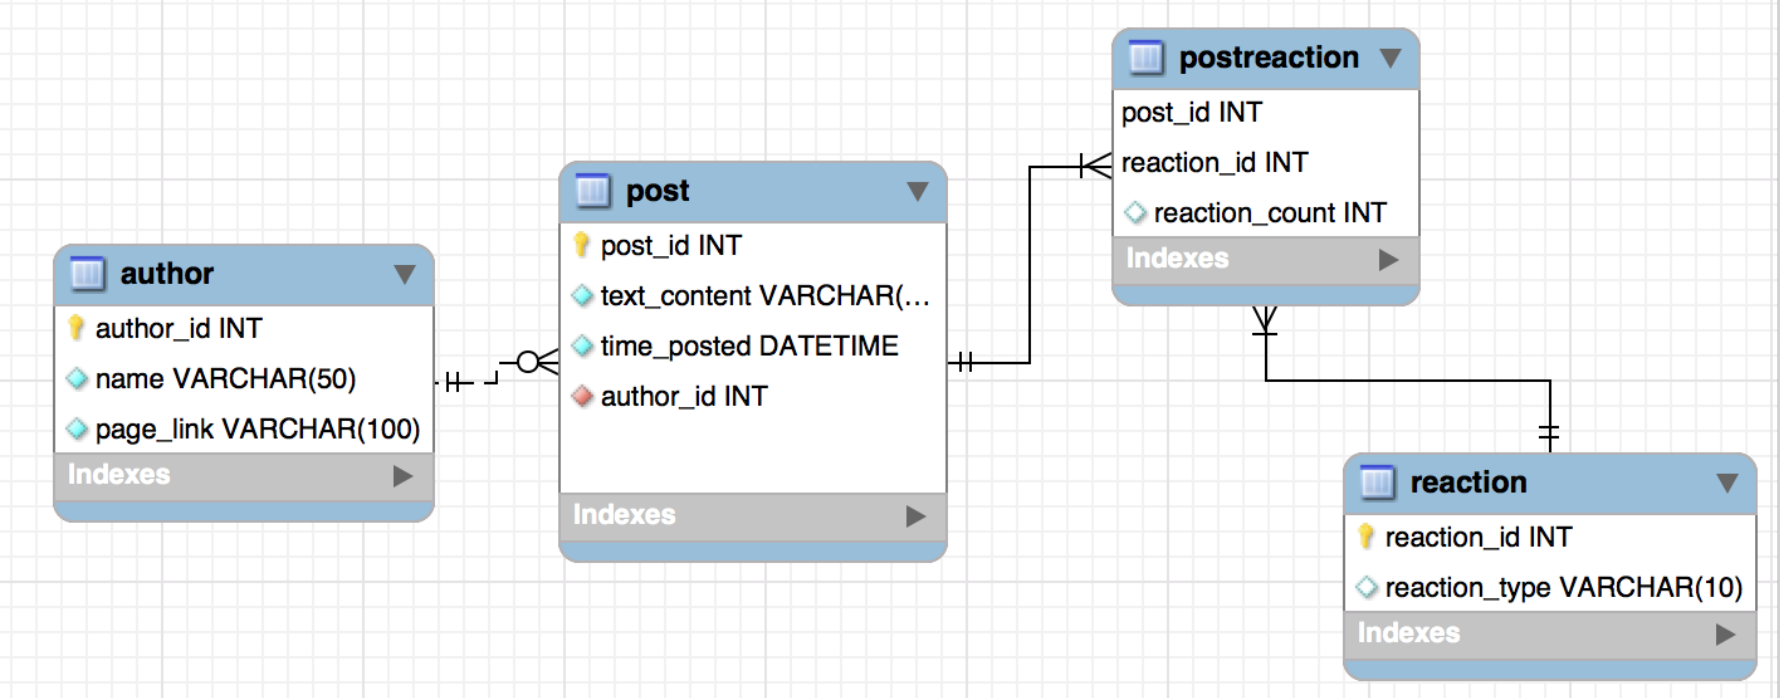 author
author_id INT
name VARCHAR(50)
page_link VARCHAR(100)
Indexes
post
post_id INT
text_content VARCHAR(...
time_posted DATETIME
author_id INT
Indexes
postreaction
post_id INT
reaction_id INT
reaction_count INT
Indexes
reaction
reaction_id INT
reaction_type VARCHAR(10)
Indexes